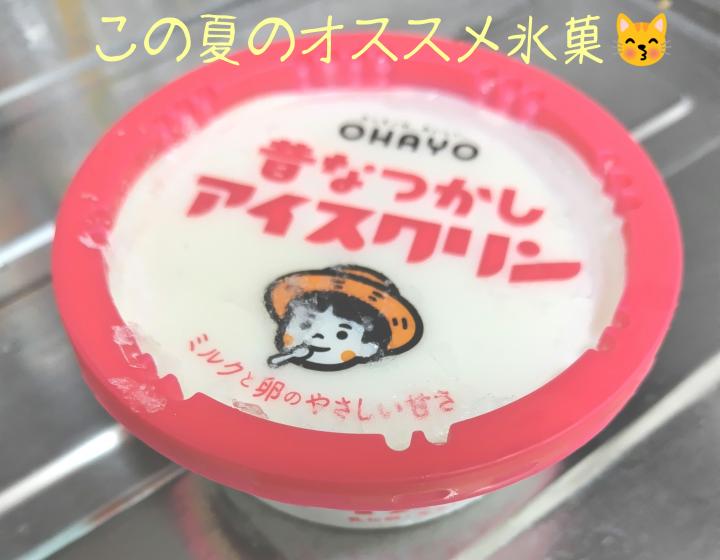 この夏のオススメ氷菓😽
OHAYO
昔なつかし
アイスクリン
ミルクと卵のやさしい甘さ